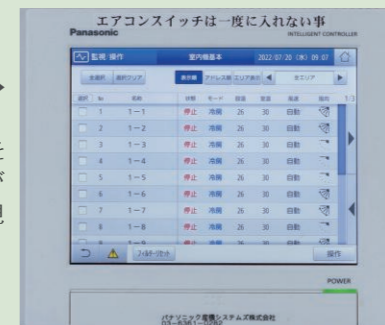 エアコンスイッチは一度に入れない事
Panasonic INTELLIGENT CONTROLLER
監視/操作 室内機基本 2022/07/20 (水) 09:07
全選択 選択クリア 表示順 アドレス順 エリア表示 ◀ 全エリア ▶
選択 No 名称 状態 モード 設温 室温 風速 風向 1/3
1 1-1 停止 冷房 26 30 自動
2 1-2 停止 冷房 26 30 自動
3 1-3 停止 冷房 26 30 自動
4 1-4 停止 冷房 26 30 自動
5 1-5 停止 冷房 26 30 自動
6 1-6 停止 冷房 26 30 自動
7 1-7 停止 冷房 26 30 自動
8 1-8 停止 冷房 26 30 自動
フィルターリセット 操作
POWER
パナソニック産機システムズ株式会社